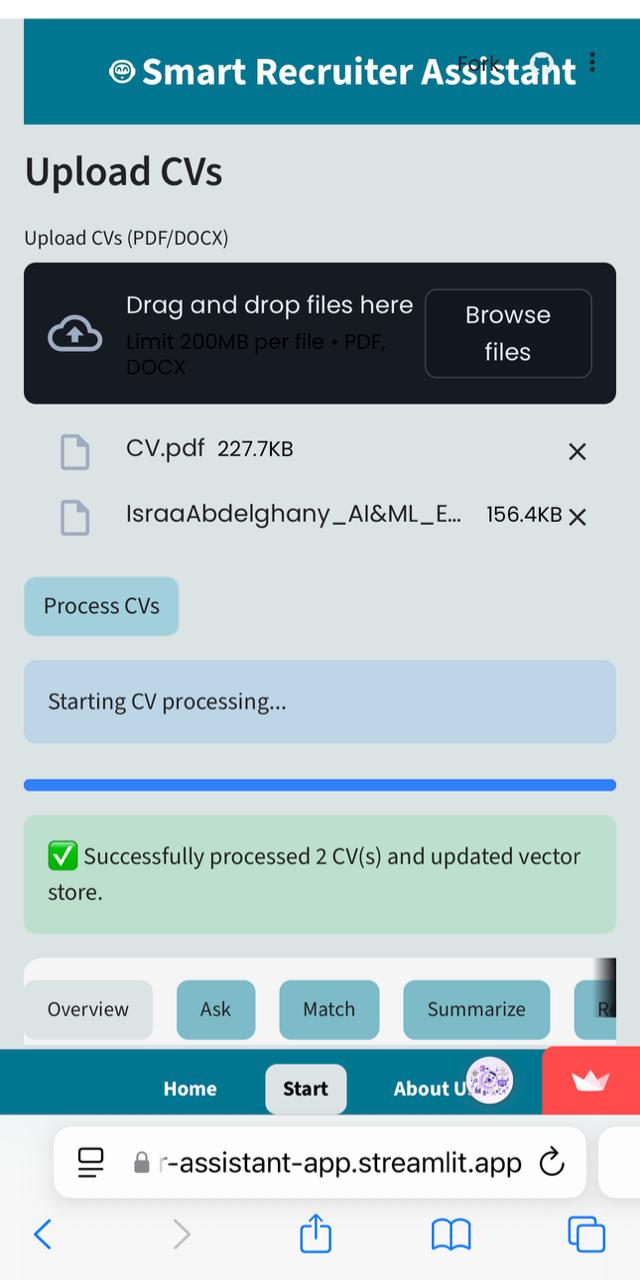 Smart Recruiter Assistant
Fork
Upload CVs
Upload CVs (PDF/DOCX)
Drag and drop files here
Limit 200MB per file • PDF,
DOCX
Browse
files
CV.pdf 227.7KB
IsraaAbdelghany_AI&ML_E... 156.4KB
Process CVs
Starting CV processing...
✅ Successfully processed 2 CV(s) and updated vector
store.
Overview Ask Match Summarize Re
Home Start About U
r-assistant-app.streamlit.app